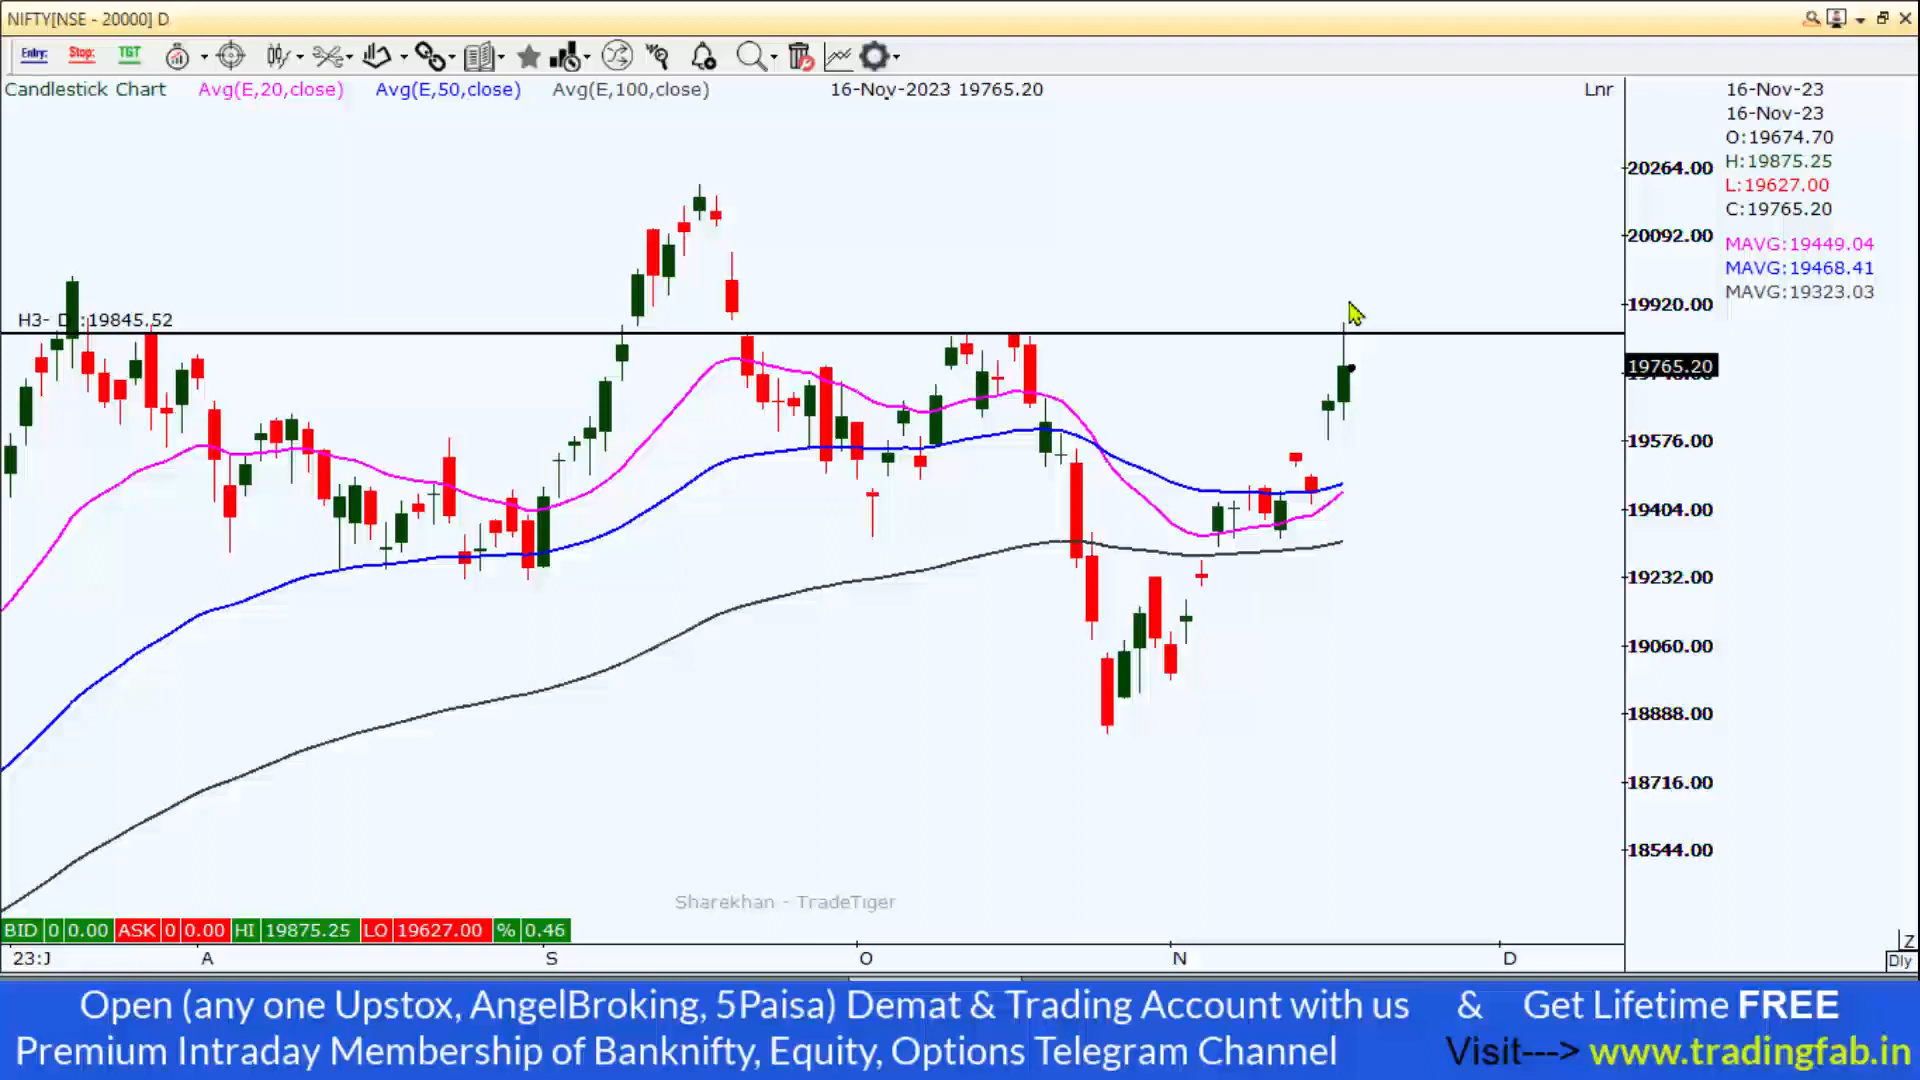 NIFTY[NSE - 20000] D
Entry: Stop: TGT
Candlestick Chart Avg(E,20,close) Avg(E,50,close) Avg(E,100,close) 16-Nov-2023 19765.20 Lnr
16-Nov-23
16-Nov-23
O:19674.70
H:19875.25
L:19627.00
C:19765.20
MAVG:19449.04
MAVG:19468.41
MAVG:19323.03
20264.00
20092.00
19920.00
H3- D :19845.52
19765.20
19576.00
19404.00
19232.00
19060.00
18888.00
18716.00
18544.00
Sharekhan - TradeTiger
BID 0 0.00 ASK 0 0.00 HI 19875.25 LO 19627.00 % 0.46
Z
23:J A S O N D Dly
Open (any one Upstox, AngelBroking, 5Paisa) Demat & Trading Account with us & Get Lifetime FREE
Premium Intraday Membership of Banknifty, Equity, Options Telegram Channel Visit---> www.tradingfab.in